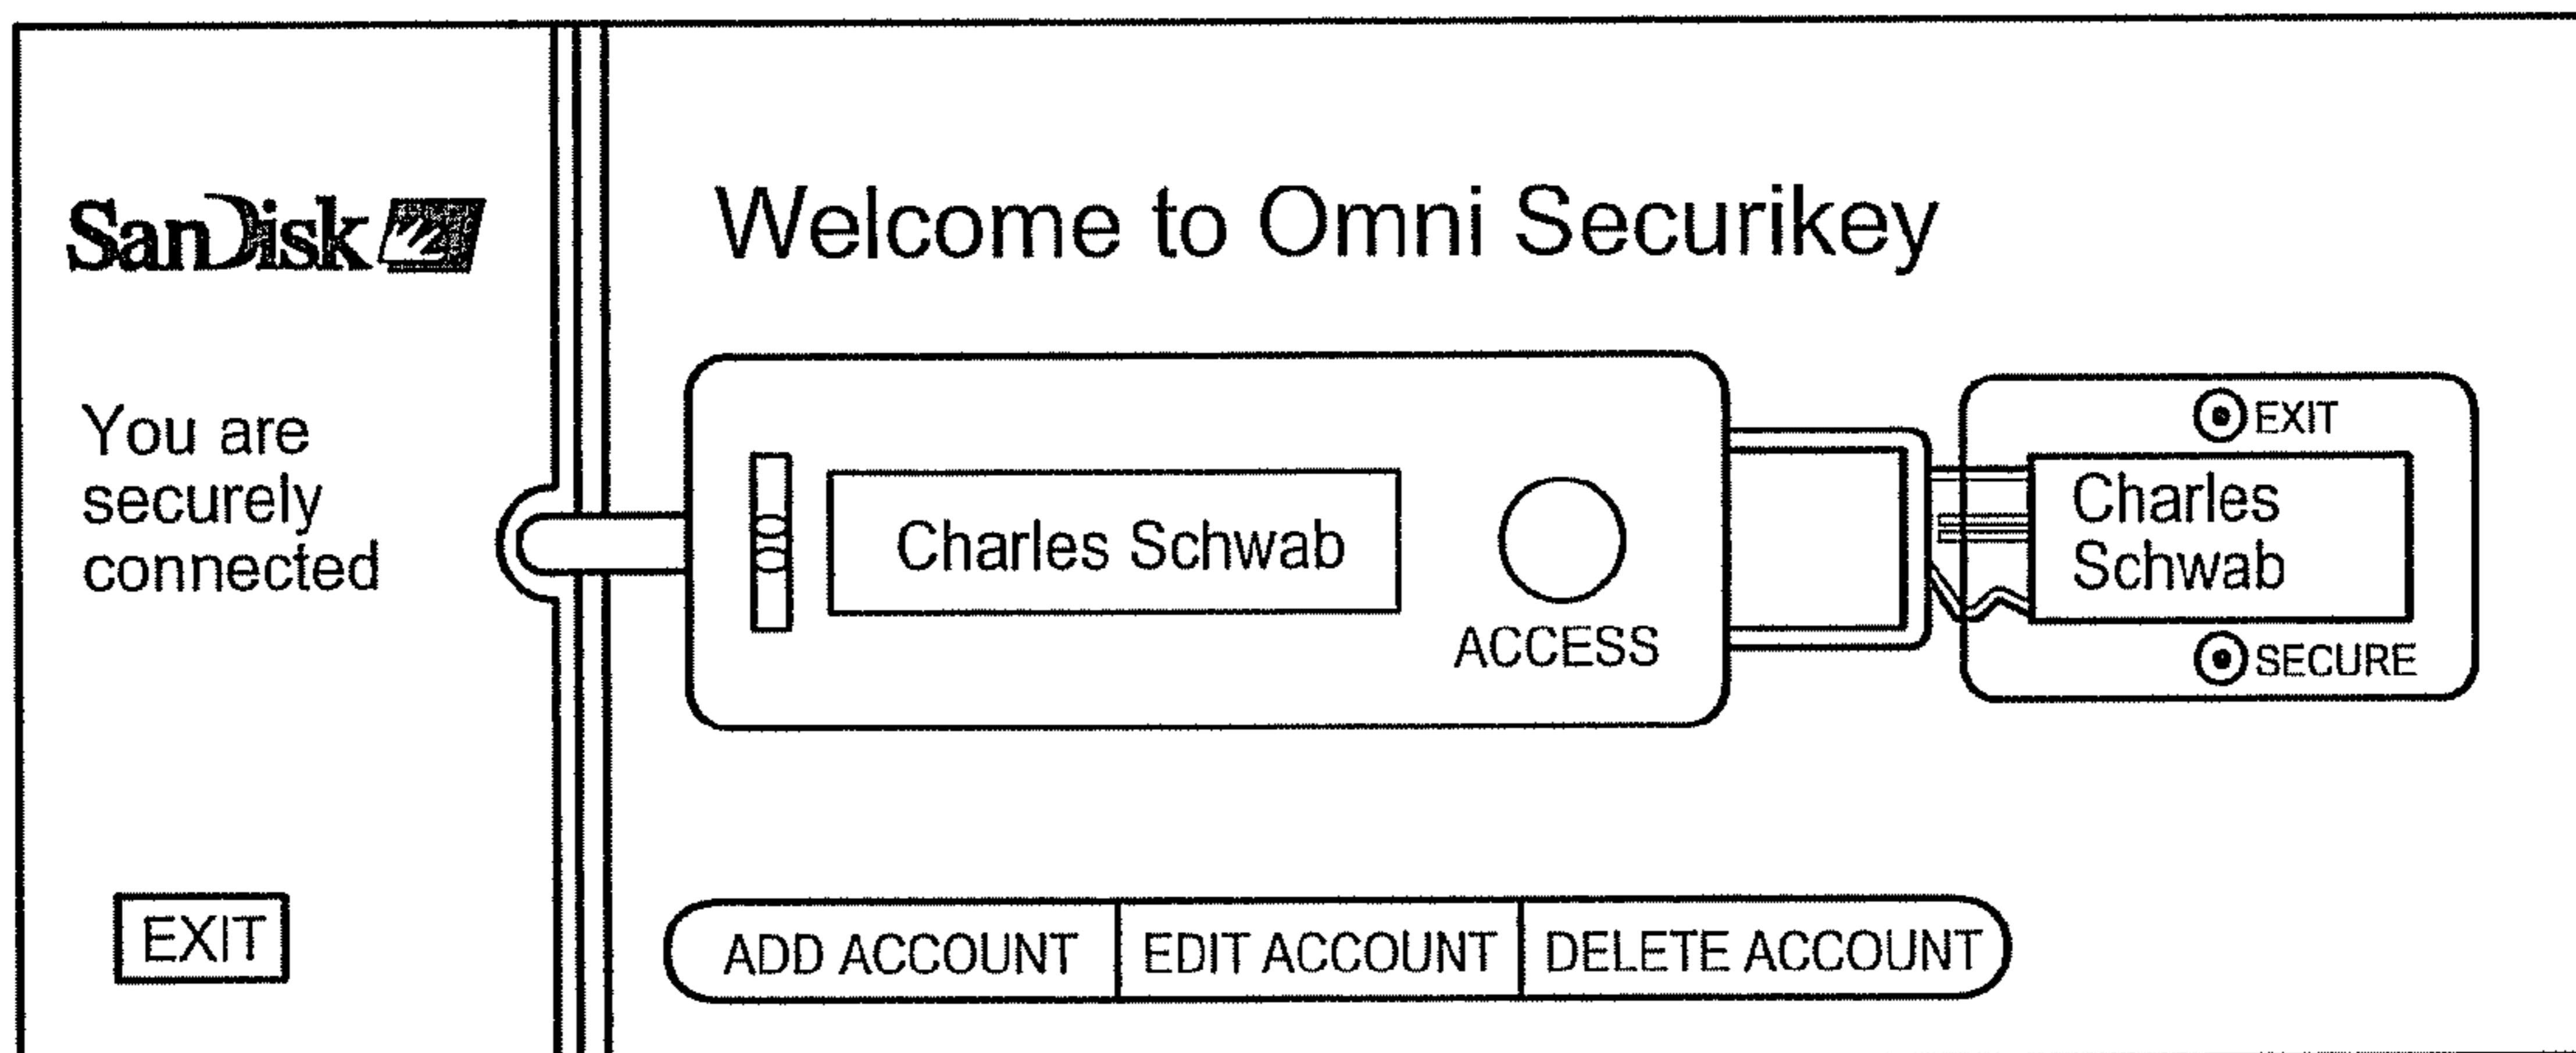 SanDisk
You are
securely
connected
EXIT
Welcome to Omni Securikey
Charles Schwab
ACCESS
EXIT
Charles
Schwab
SECURE
ADD ACCOUNT
EDIT ACCOUNT
DELETE ACCOUNT